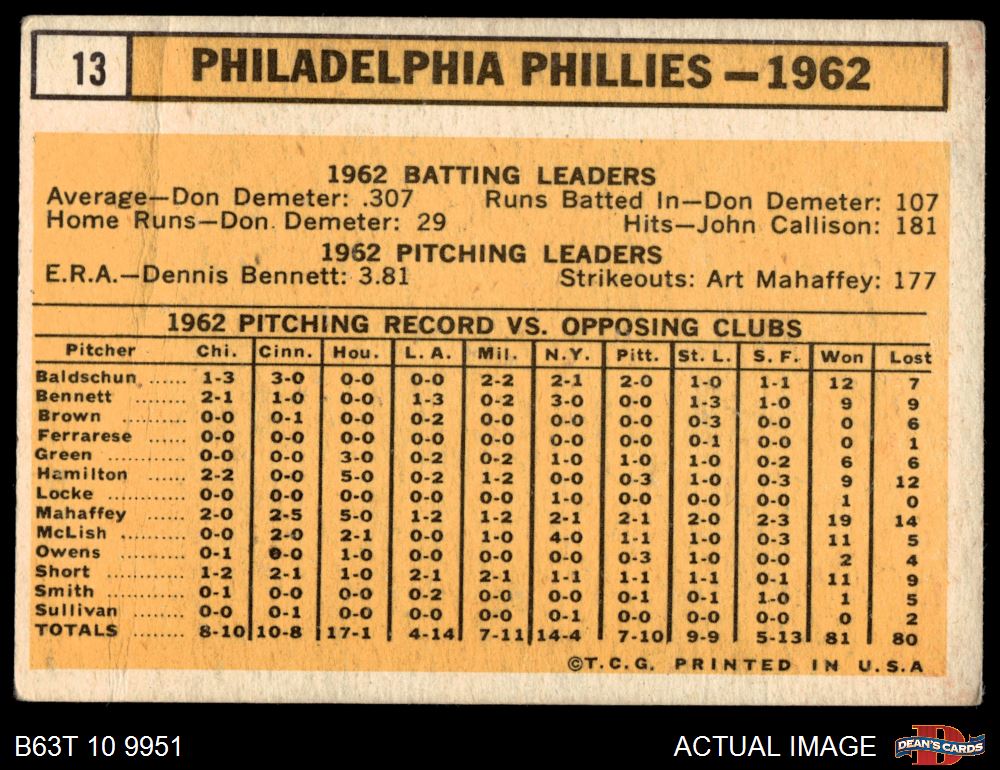 13 PHILADELPHIA PHILLIES—1962
1962 BATTING LEADERS
Average—Don Demeter: .307 Runs Batted In—Don Demeter: 107
Home Runs—Don Demeter: 29 Hits—John Callison: 181
1962 PITCHING LEADERS
E.R.A.—Dennis Bennett: 3.81 Strikeouts: Art Mahaffey: 177
1962 PITCHING RECORD VS. OPPOSING CLUBS
Pitcher Chi. Cinn. Hou. L. A. Mil. N.Y. Pitt. St. L. S. F. Won Lost
Baldschun ...... 1-3 3-0 0-0 0-0 2-2 2-1 2-0 1-0 1-1 12 7
Bennett ........ 2-1 1-0 0-0 1-3 0-2 3-0 0-0 1-3 1-0 9 9
Brown ........ 0-0 0-1 0-0 0-2 0-0 0-0 0-0 0-3 0-0 0 6
Ferrarese ...... 0-0 0-0 0-0 0-0 0-0 0-0 0-0 0-1 0-0 0 1
Green .......... 0-0 0-0 3-0 0-2 0-2 1-0 1-0 1-0 0-2 6 6
Hamilton ...... 2-2 0-0 5-0 0-2 1-2 0-0 0-3 1-0 0-3 9 12
Locke .......... 0-0 0-0 0-0 0-0 0-0 1-0 0-0 0-0 0-0 1 0
Mahaffey ...... 2-0 2-5 5-0 1-2 1-2 2-1 2-1 2-0 2-3 19 14
McLish .......... 0-0 2-0 2-1 0-0 1-0 4-0 1-1 1-0 0-3 11 5
Owens .......... 0-1 0-0 1-0 0-0 0-0 0-0 0-3 1-0 0-0 2 4
Short .......... 1-2 2-1 1-0 2-1 2-1 1-1 1-1 1-1 0-1 11 9
Smith .......... 0-1 0-0 0-0 0-2 0-0 0-0 0-1 0-1 1-0 1 5
Sullivan ........ 0-0 0-1 0-0 0-0 0-0 0-1 0-0 0-0 0-0 0 2
TOTALS ........ 8-10 10-8 17-1 4-14 7-11 14-4 7-10 9-9 5-13 81 80
©T.C.G. PRINTED IN U.S.A
B63T 10 9951 ACTUAL IMAGE DEAN'S CARDS